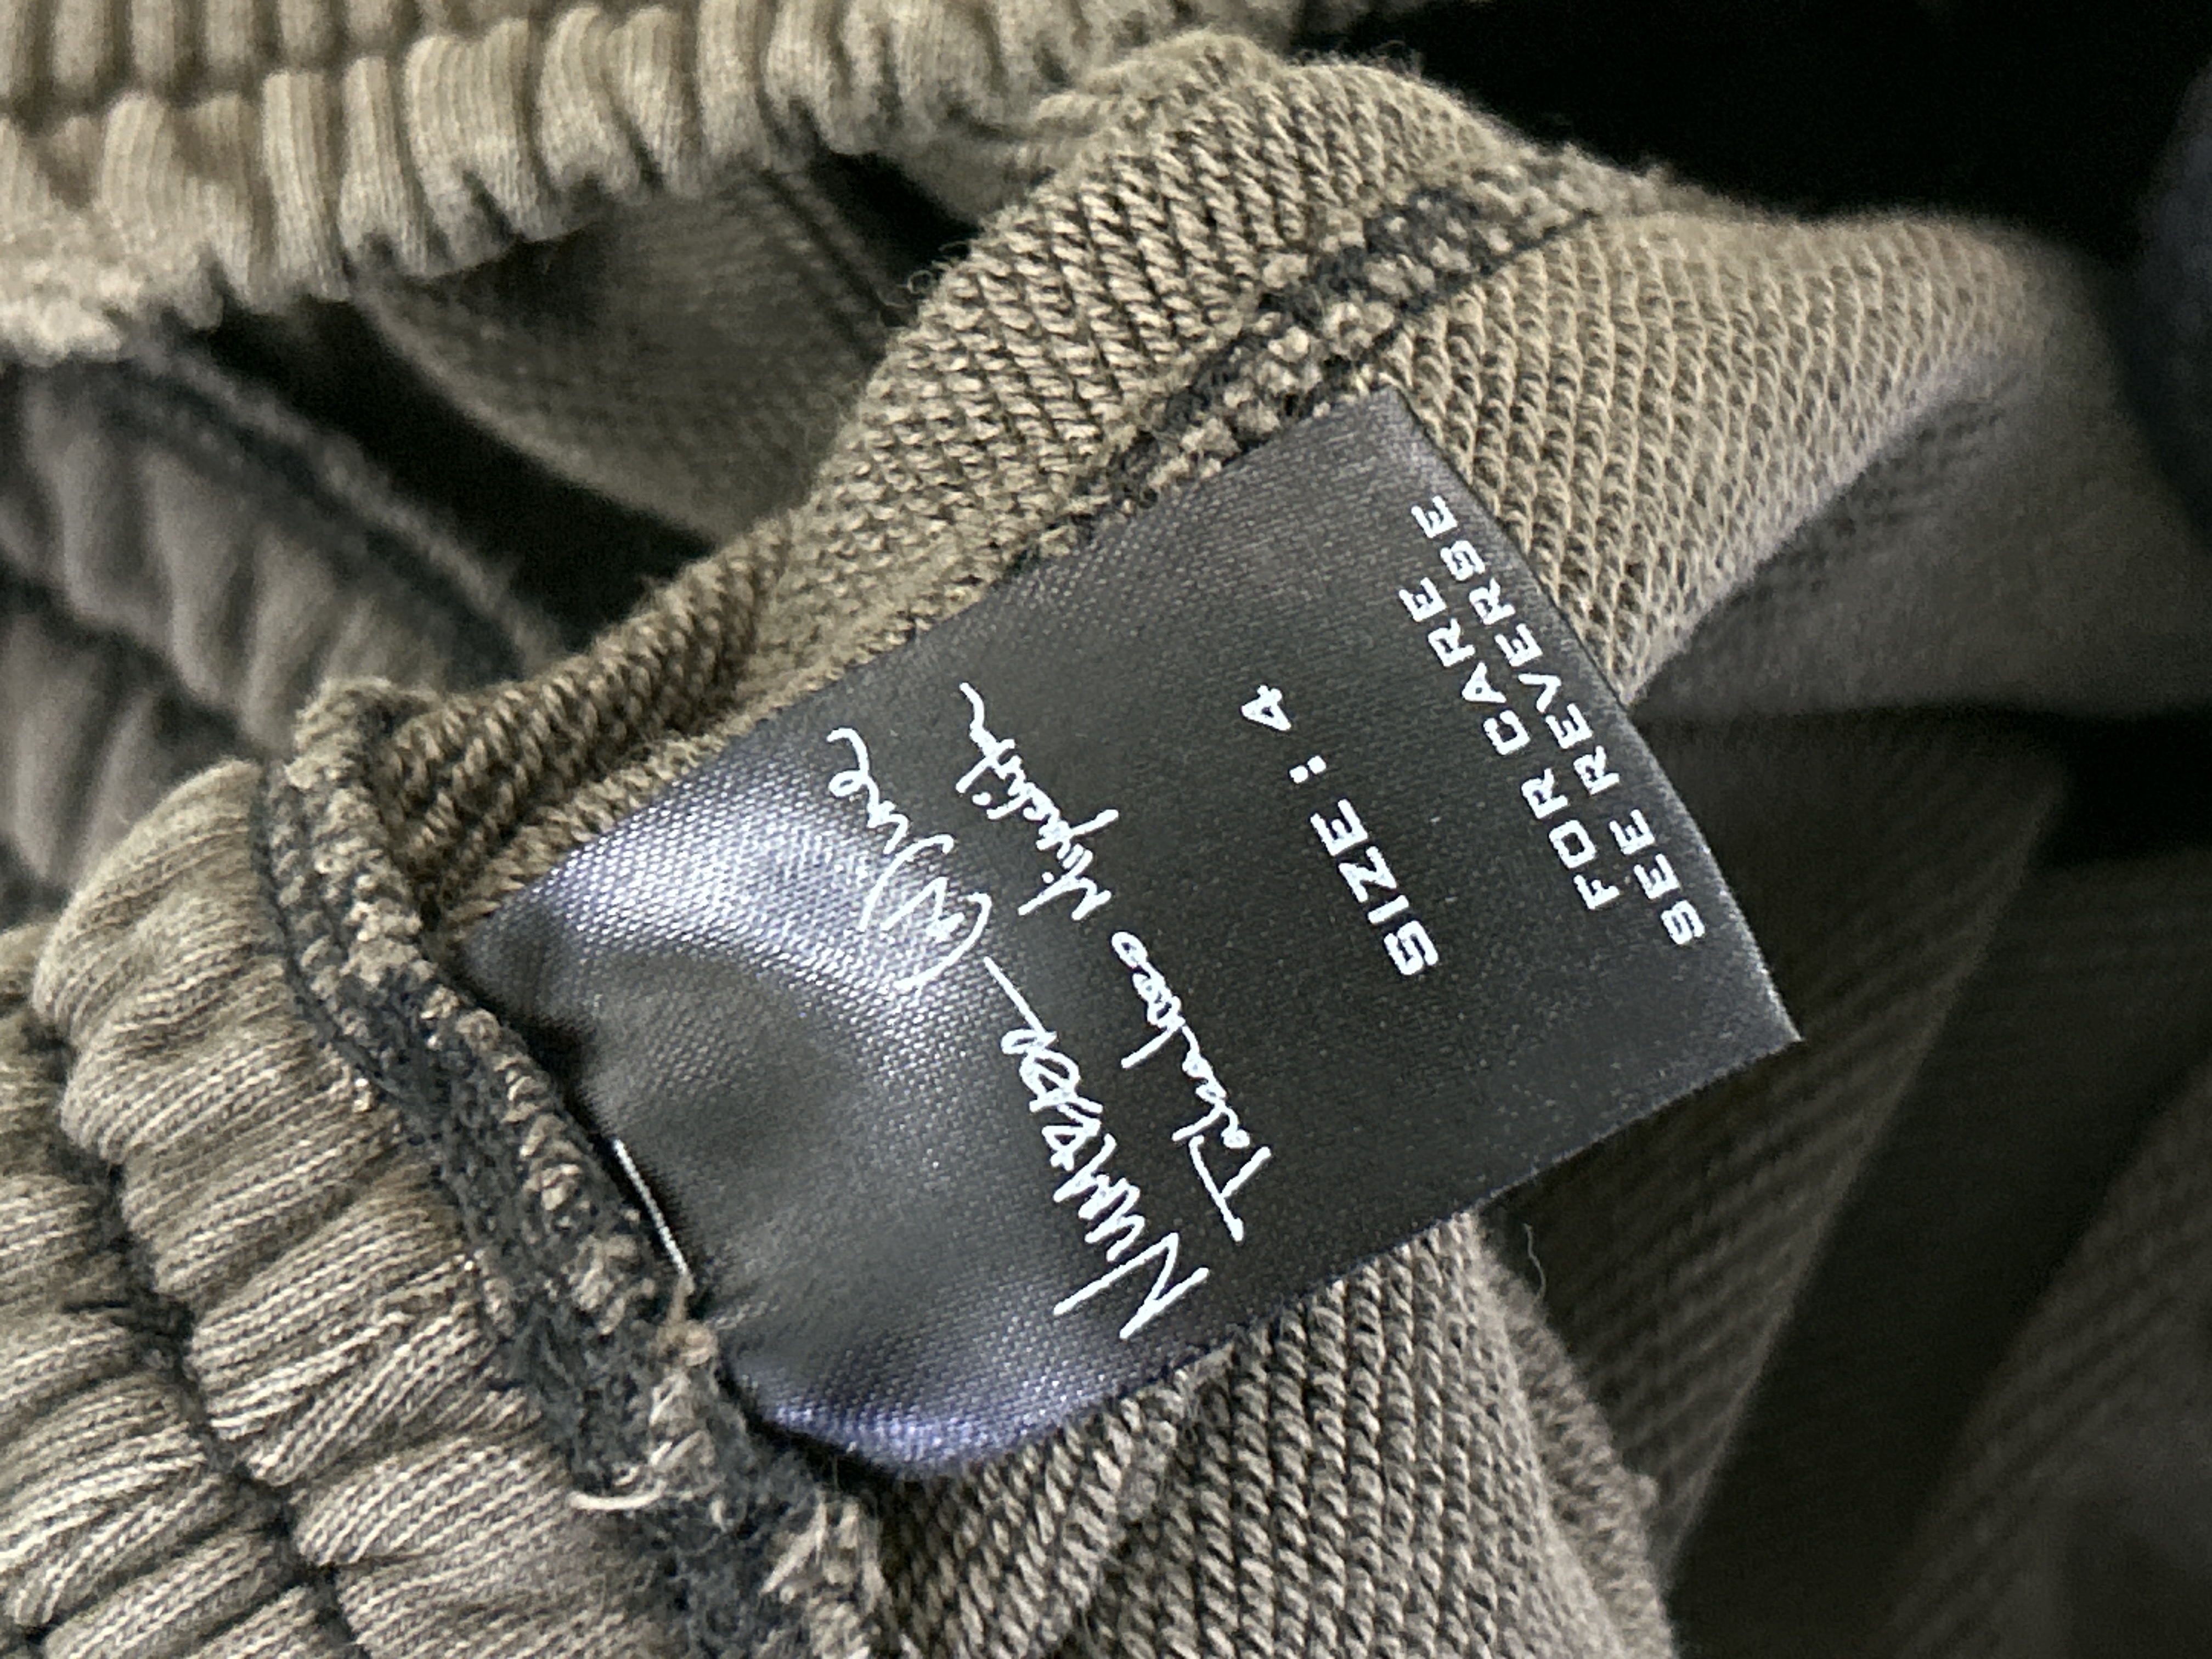 Number (N)ine
Takahiro Miyashita
SIZE : 4
FOR CARE
SEE REVERSE